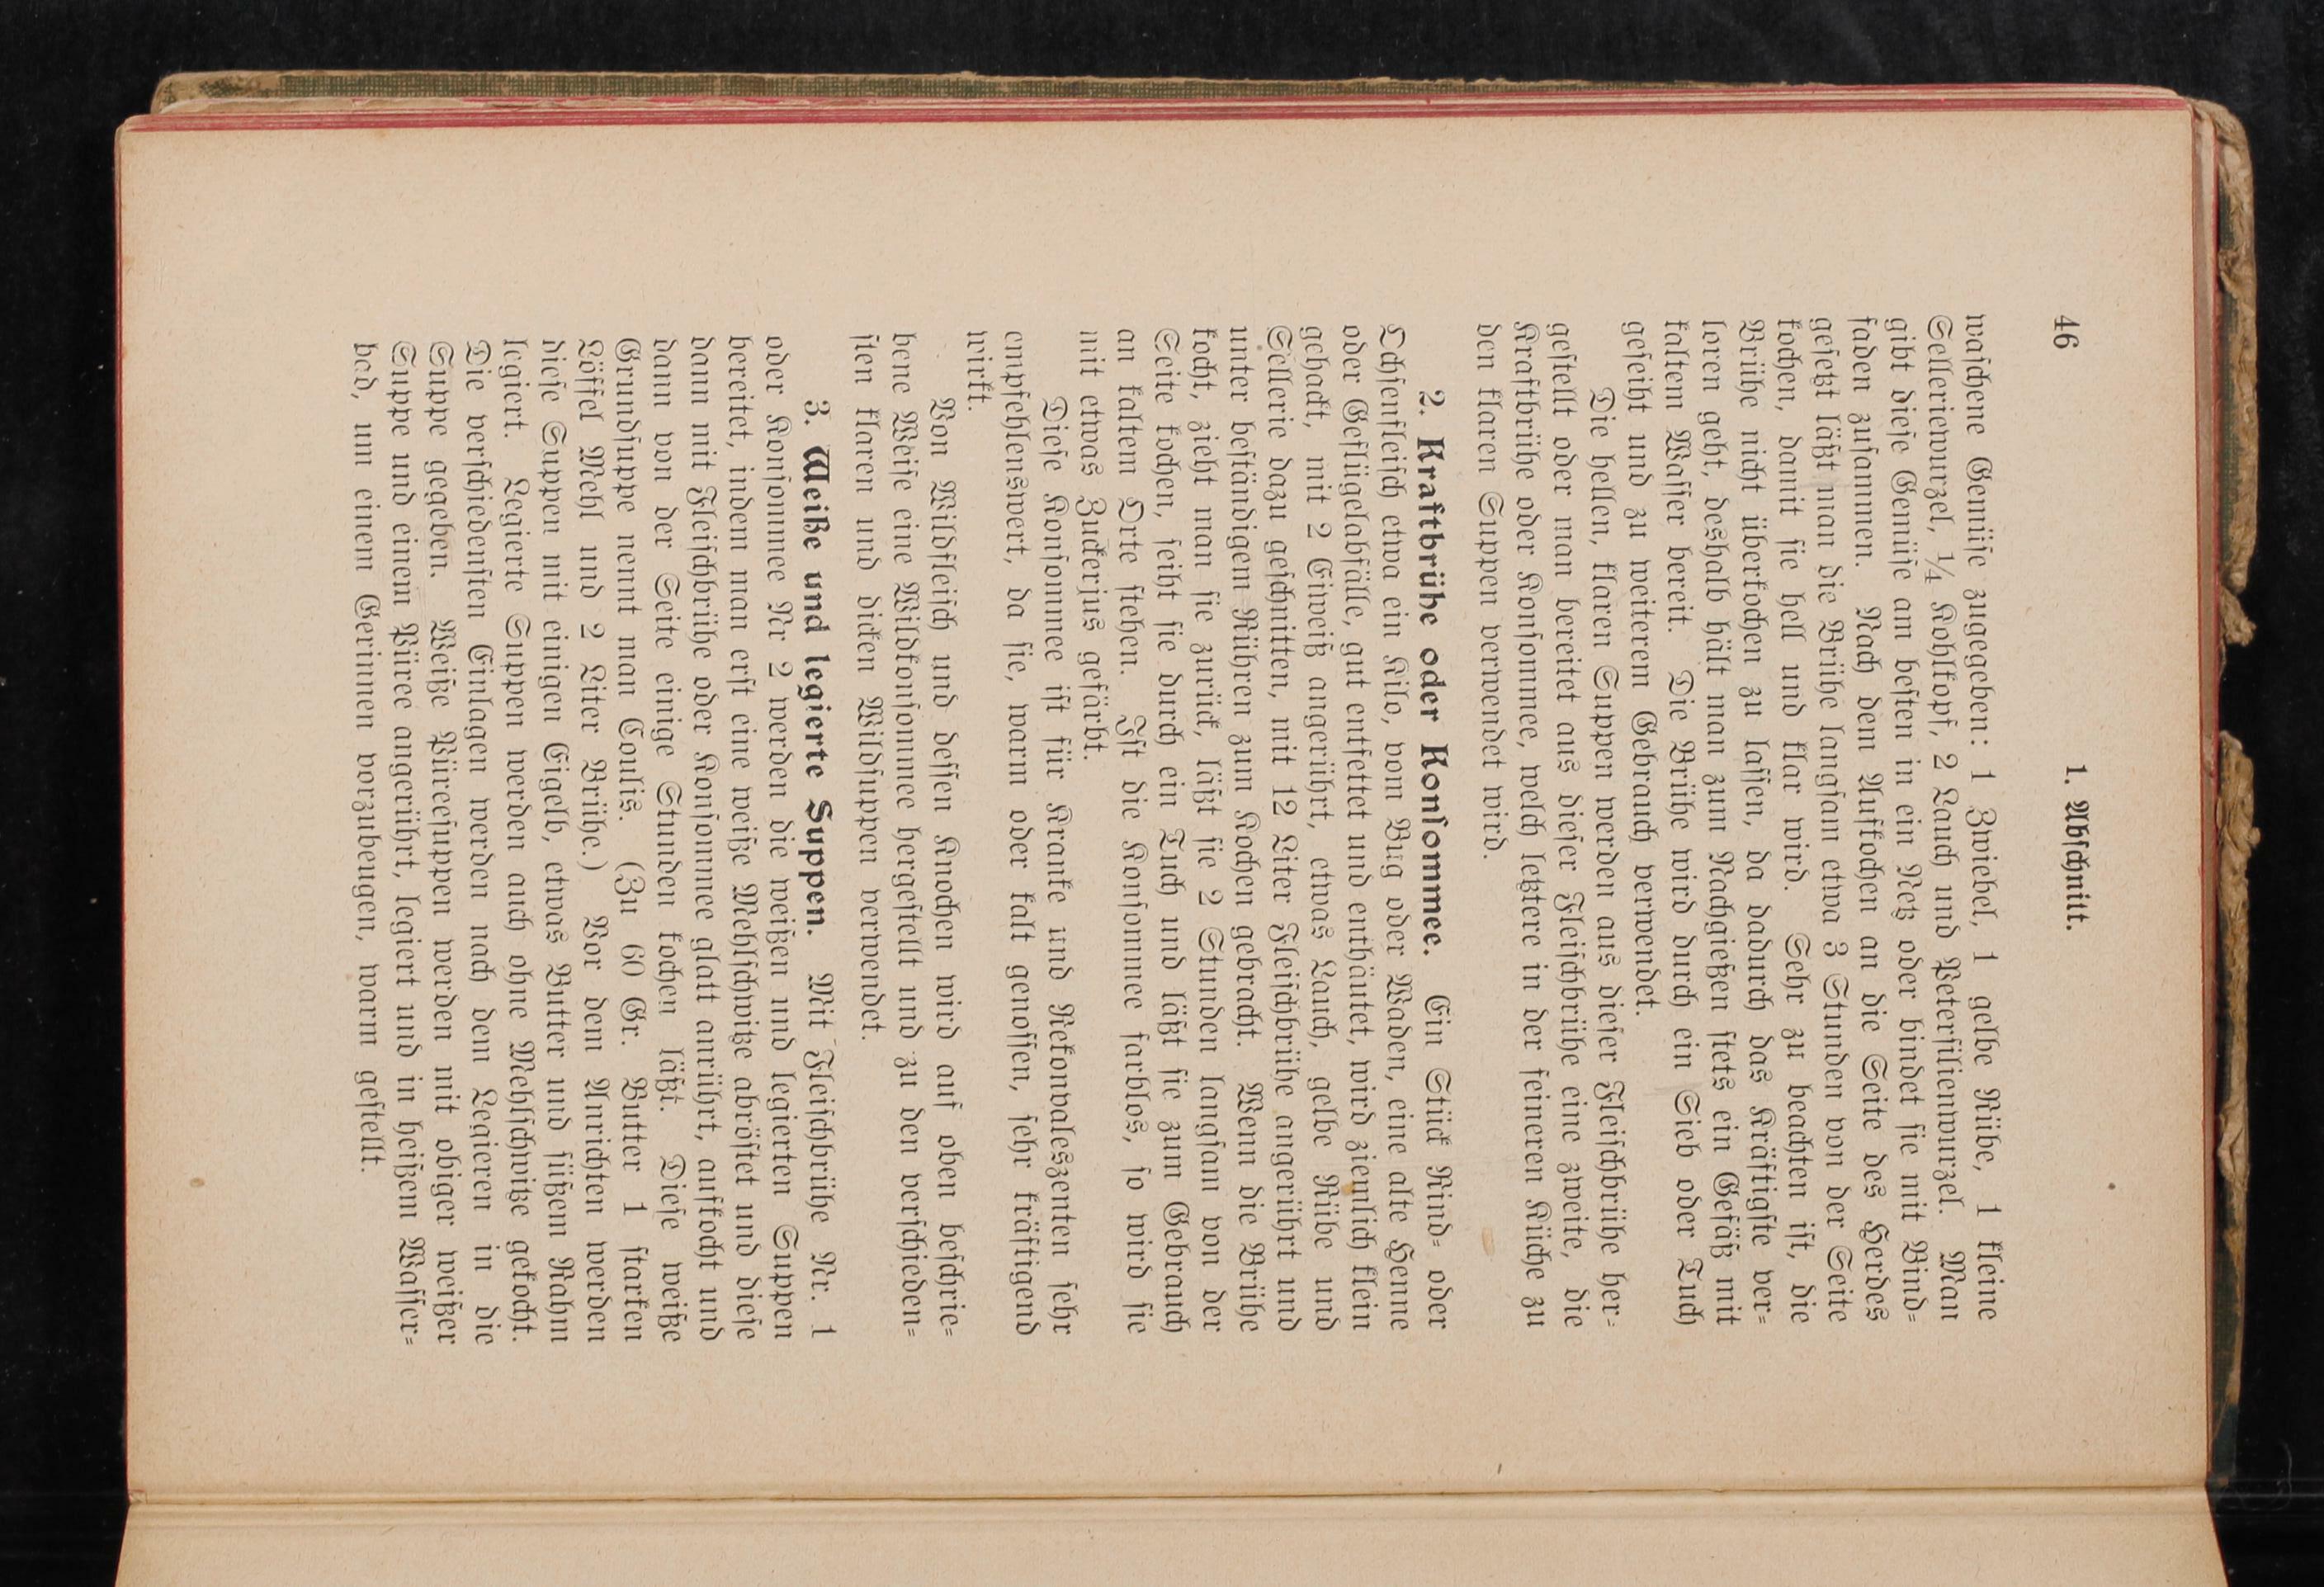 46
1. Abschnitt.
waschene Gemüse zugegeben: 1 Zwiebel, 1 gelbe Rübe, 1 kleine
Selleriewurzel, ¼ Kohlkopf, 2 Lauch und Petersilienwurzel. Man
gibt diese Gemüse am besten in ein Netz oder bindet sie mit Bind-
faden zusammen. Nach dem Aufkochen an die Seite des Herdes
gesetzt läßt man die Brühe langsam etwa 3 Stunden von der Seite
kochen, damit sie hell und klar wird. Sehr zu beachten ist, die
Brühe nicht überkochen zu lassen, da dadurch das Kräftigste ver-
loren geht, deshalb hält man zum Nachgießen stets ein Gefäß mit
kaltem Wasser bereit. Die Brühe wird durch ein Sieb oder Tuch
geseiht und zu weiterem Gebrauch verwendet.
Die hellen, klaren Suppen werden aus dieser Fleischbrühe her-
gestellt oder man bereitet aus dieser Fleischbrühe eine zweite, die
Kraftbrühe oder Konsommee, welch letztere in der feineren Küche zu
den klaren Suppen verwendet wird.
2. Kraftbrühe oder Konsommee. Ein Stück Rind- oder
Ochsenfleisch etwa ein Kilo, vom Bug oder Waden, eine alte Henne
oder Geflügelabfälle, gut entfettet und enthäutet, wird ziemlich klein
gehackt, mit 2 Eiweiß angerührt, etwas Lauch, gelbe Rübe und
Sellerie dazu geschnitten, mit 12 Liter Fleischbrühe angerührt und
unter beständigem Rühren zum Kochen gebracht. Wenn die Brühe
kocht, zieht man sie zurück, läßt sie 2 Stunden langsam von der
Seite kochen, seiht sie durch ein Tuch und läßt sie zum Gebrauch
an kaltem Orte stehen. Ist die Konsommee farblos, so wird sie
mit etwas Zuckerjus gefärbt.
Diese Konsommee ist für Kranke und Rekonvaleszenten sehr
empfehlenswert, da sie, warm oder kalt genossen, sehr kräftigend
wirkt.
Von Wildfleisch und dessen Knochen wird auf oben beschrie-
bene Weise eine Wildkonsommee hergestellt und zu den verschieden-
sten klaren und dicken Wildsuppen verwendet.
3. Weiße und legierte Suppen. Mit Fleischbrühe Nr. 1
oder Konsommee Nr 2 werden die weißen und legierten Suppen
bereitet, indem man erst eine weiße Mehlschwitze abröstet und diese
dann mit Fleischbrühe oder Konsommee glatt anrührt, aufkocht und
dann von der Seite einige Stunden kochen läßt. Diese weiße
Grundsuppe nennt man Coulis. (Zu 60 Gr. Butter 1 starken
Löffel Mehl und 2 Liter Brühe.) Vor dem Anrichten werden
diese Suppen mit einigen Eigelb, etwas Butter und süßem Rahm
legiert. Legierte Suppen werden auch ohne Mehlschwitze gekocht.
Die verschiedensten Einlagen werden nach dem Legieren in die
Suppe gegeben. Weiße Püreesuppen werden mit obiger weißer
Suppe und einem Püree angerührt, legiert und in heißem Wasser-
bad, um einem Gerinnen vorzubeugen, warm gestellt.